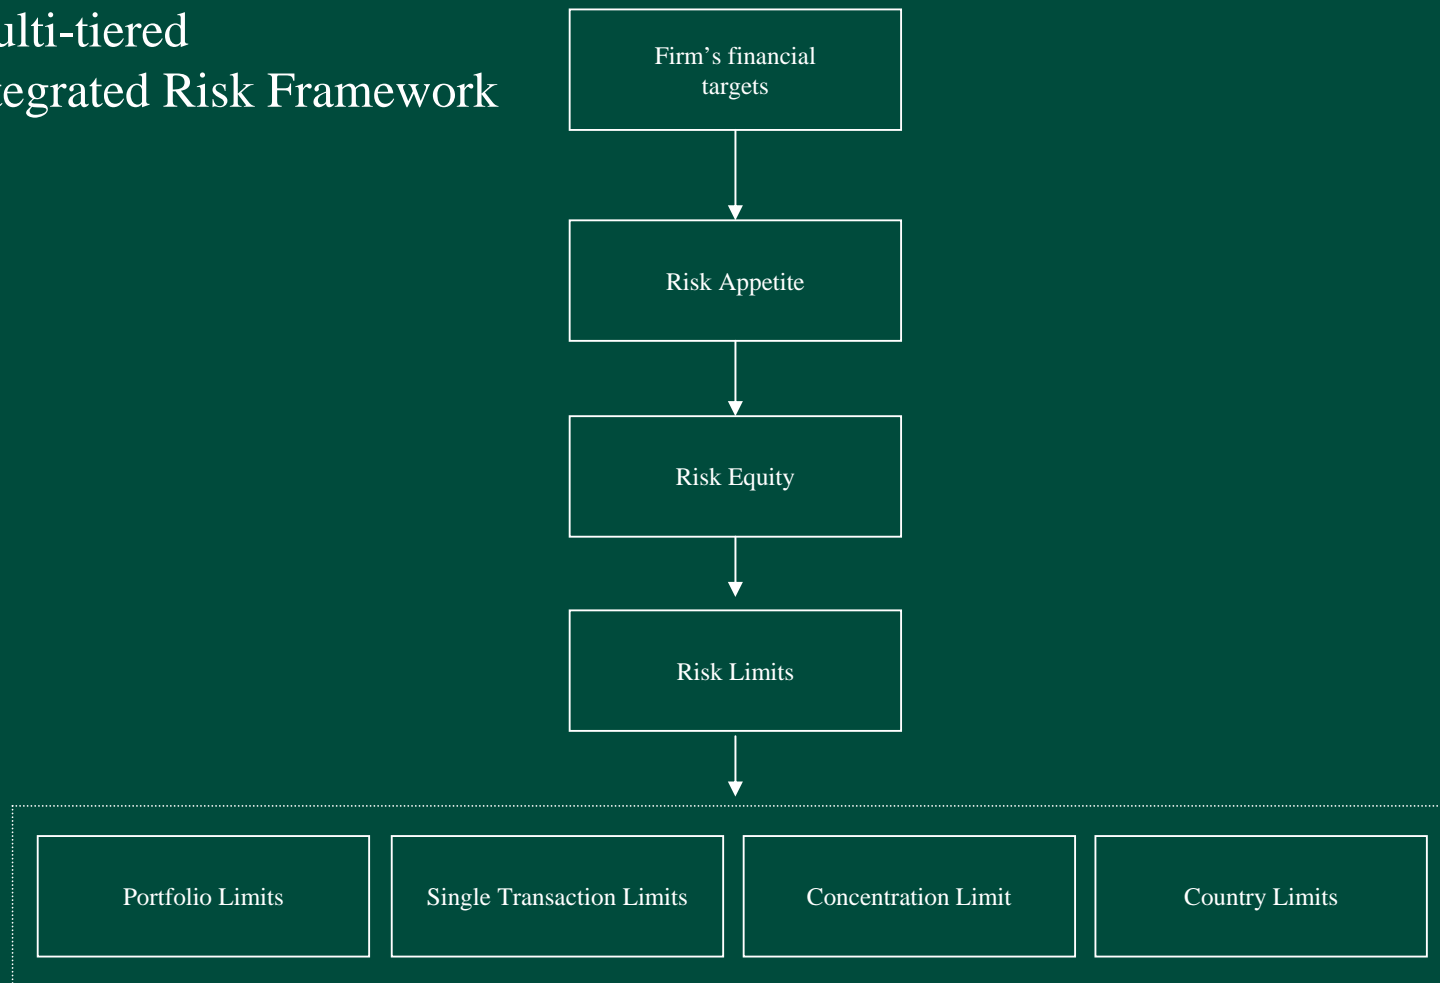 ulti-tiered
tegrated Risk Framework
Firm’s financial
targets
Risk Appetite
Risk Equity
Risk Limits
Portfolio Limits
Single Transaction Limits
Concentration Limit
Country Limits